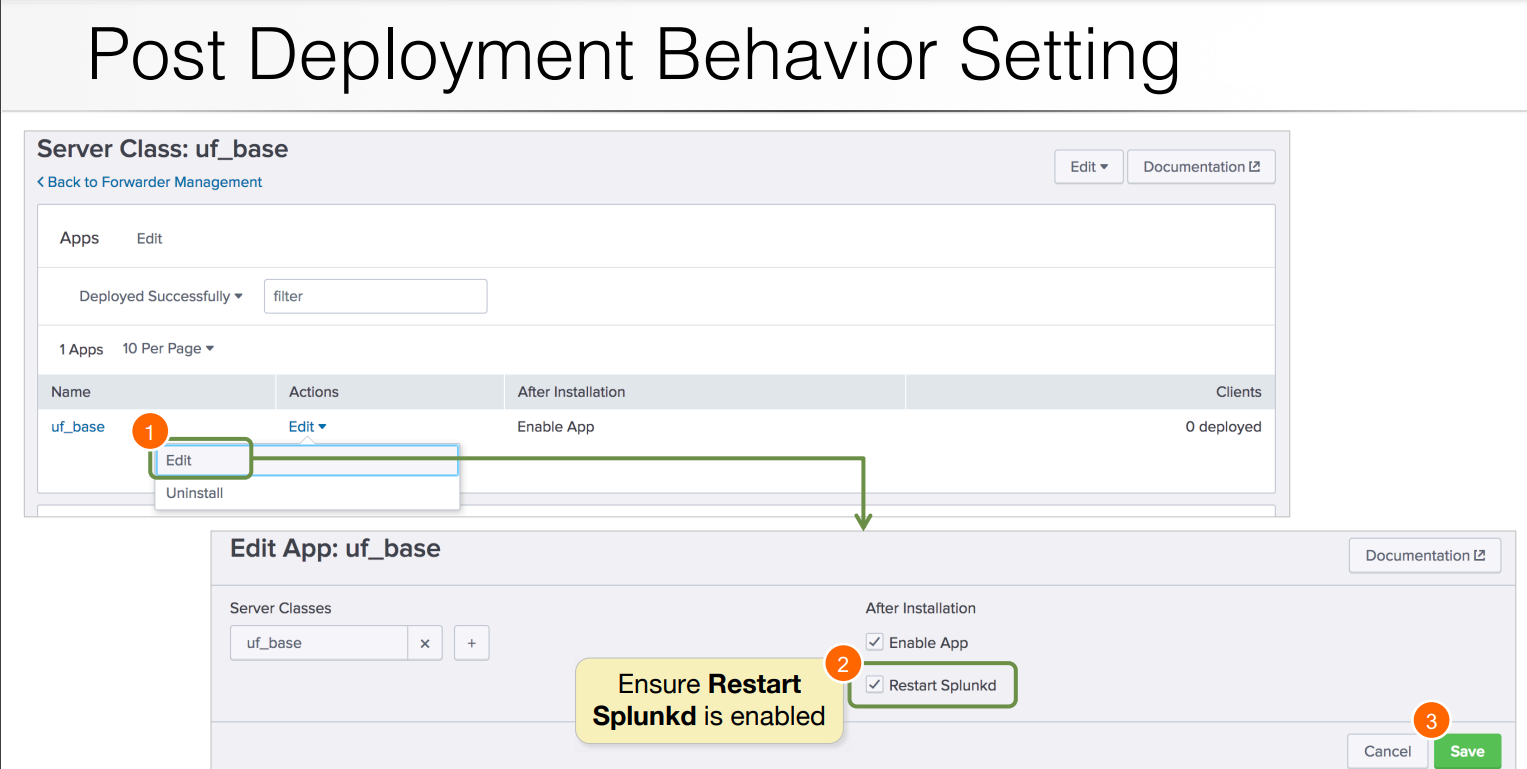 Post Deployment Behavior Setting
Server Class: uf_base
Back to Forwarder Management
Edit
Documentation
Apps
Edit
Deployed Successfully
filter
1 Apps
10 Per Page
Name
Actions
After Installation
Clients
uf_base
Edit
Enable App
0 deployed
1
Edit
Uninstall
Edit App: uf_base
Documentation
Server Classes
After Installation
uf_base
x
+
Enable App
2
Ensure Restart
Splunkd is enabled
Restart Splunkd
3
Cancel
Save